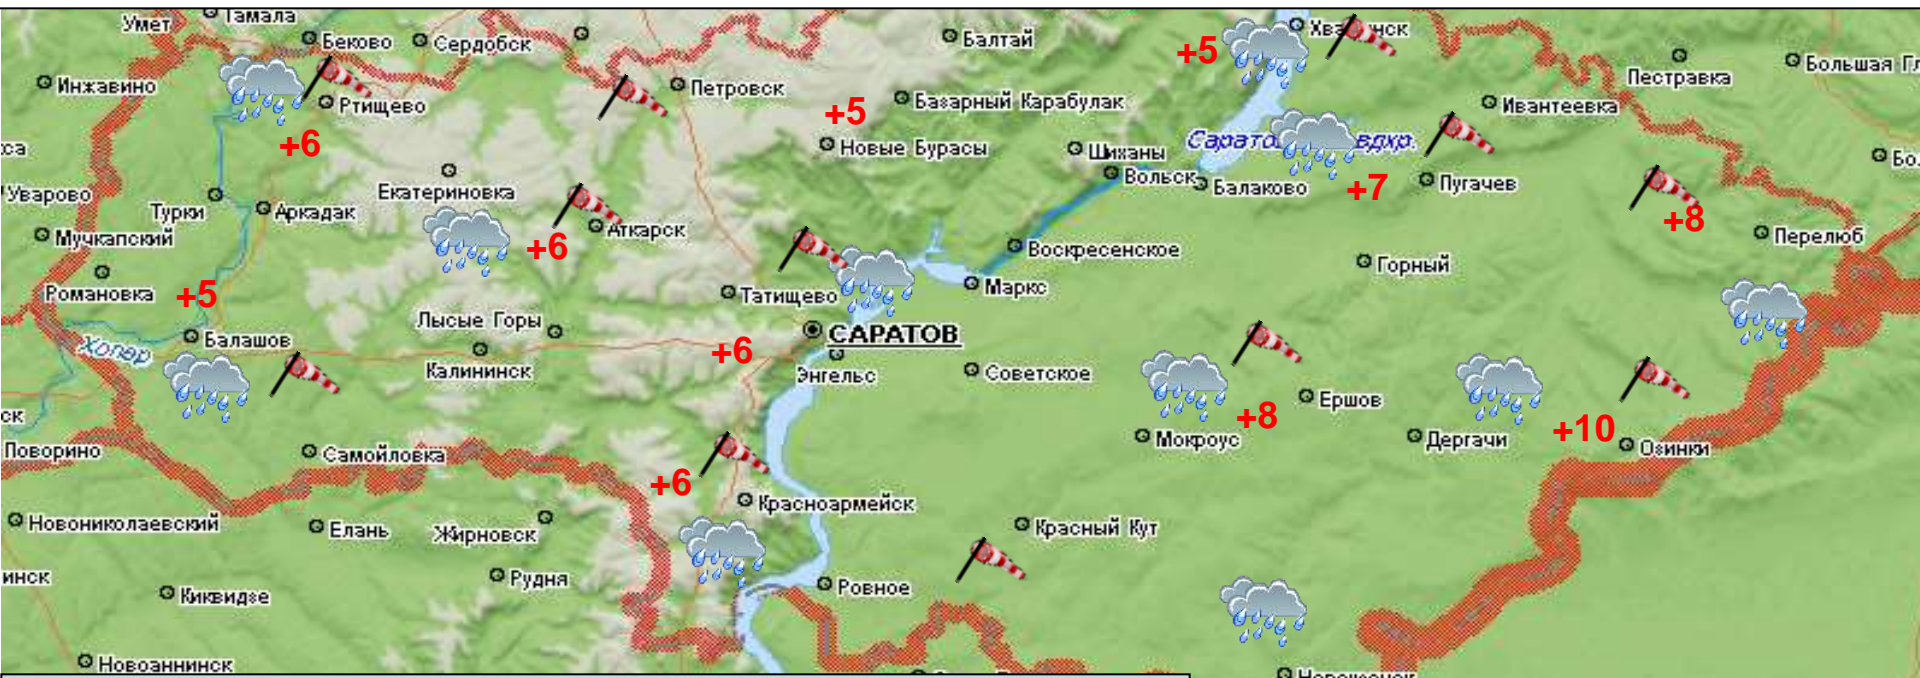 Умет
Тамала
Беково
Сердобск
Балтай
+5
Пестравка
Инжавино
Ртищево
Петровск
Базарный Карабулак
Ивантеевка
+6
+5
Новые Бурасы
Шиханы
Вольск
Балаково
+7
Пугачев
Уварово
Турки
Аркадак
Екатериновка
+6
Аткарск
+8
Перелюб
Мучкапский
Воскресенское
Горный
Романовка
+5
Татищево
Маркс
Балашов
Лысые Горы
САРАТОВ
Хопер
Калининск
+6
Энгельс
Советское
Ершов
+8
Мокроус
Дергачи
+10
Озинки
Поворино
Самойловка
+6
Красноармейск
Новониколаевский
Елань
Жирновск
Красный Кут
Рудня
Киквидзе
Ровное
Новоаннинск